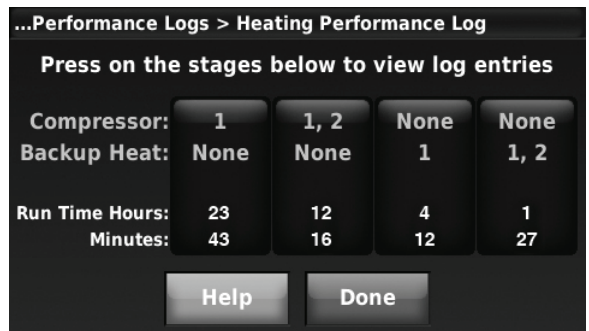 ...Performance Logs > Heating Performance Log
Press on the stages below to view log entries
Compressor: 1 1, 2 None None
Backup Heat: None None 1 1, 2
Run Time Hours: 23 12 4 1
Minutes: 43 16 12 27
Help Done